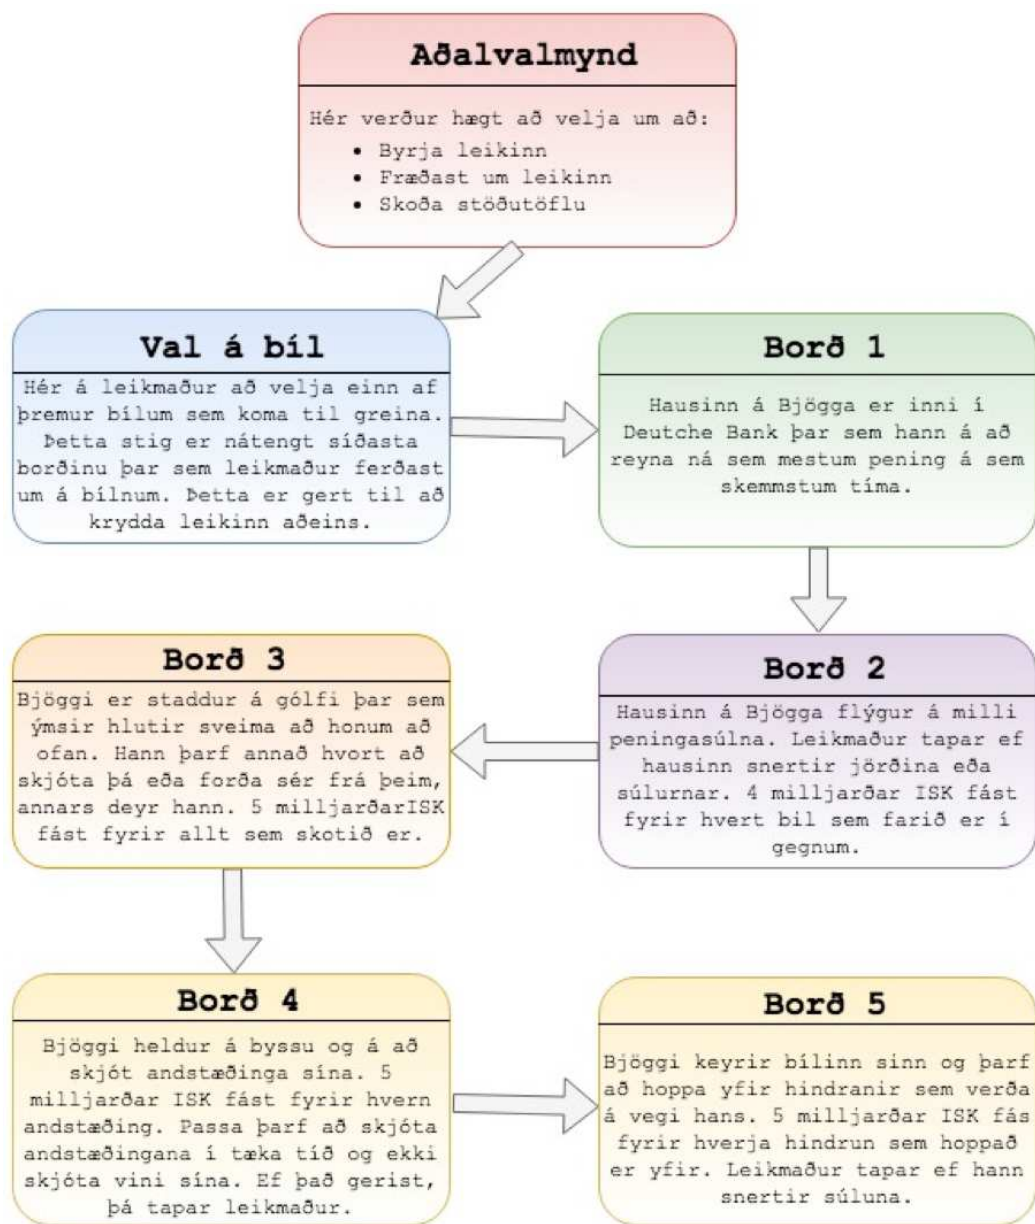 Aðalvalmynd
Hér verður hægt að velja um að:
• Byrja leikinn
• Fræðast um leikinn
• Skoða stöðutöflu
Val á bíl
Hér á leikmaður að velja einn af
þremur bílum sem koma til greina.
Þetta stig er nátengt síðasta
borðinu þar sem leikmaður ferðast
um á bílnum. Þetta er gert til að
krydda leikinn aðeins.
Borð 1
Hausinn á Bjögga er inni í
Deutche Bank þar sem hann á að
reyna ná sem mestum pening á sem
skemmstum tíma.
Borð 2
Hausinn á Bjögga flýgur á milli
peningasúlna. Leikmaður tapar ef
hausinn snertir jörðina eða
súlurnar. 4 milljarðar ISK fást
fyrir hvert bil sem farið er í
gegnum.
Borð 3
Bjöggi er staddur á gólfi þar sem
ýmsir hlutir sveima að honum að
ofan. Hann þarf annað hvort að
skjóta þá eða forða sér frá þeim,
annars deyr hann. 5 milljarðarISK
fást fyrir allt sem skotið er.
Borð 4
Bjöggi heldur á byssu og á að
skjót andstæðinga sína. 5
milljarðar ISK fást fyrir hvern
andstæðing. Passa þarf að skjóta
andstæðingana í tæka tíð og ekki
skjóta vini sína. Ef það gerist,
þá tapar leikmaður.
Borð 5
Bjöggi keyrir bílinn sinn og þarf
að hoppa yfir hindranir sem verða
á vegi hans. 5 milljarðar ISK fás
fyrir hverja hindrun sem hoppað
er yfir. Leikmaður tapar ef hann
snertir súluna.